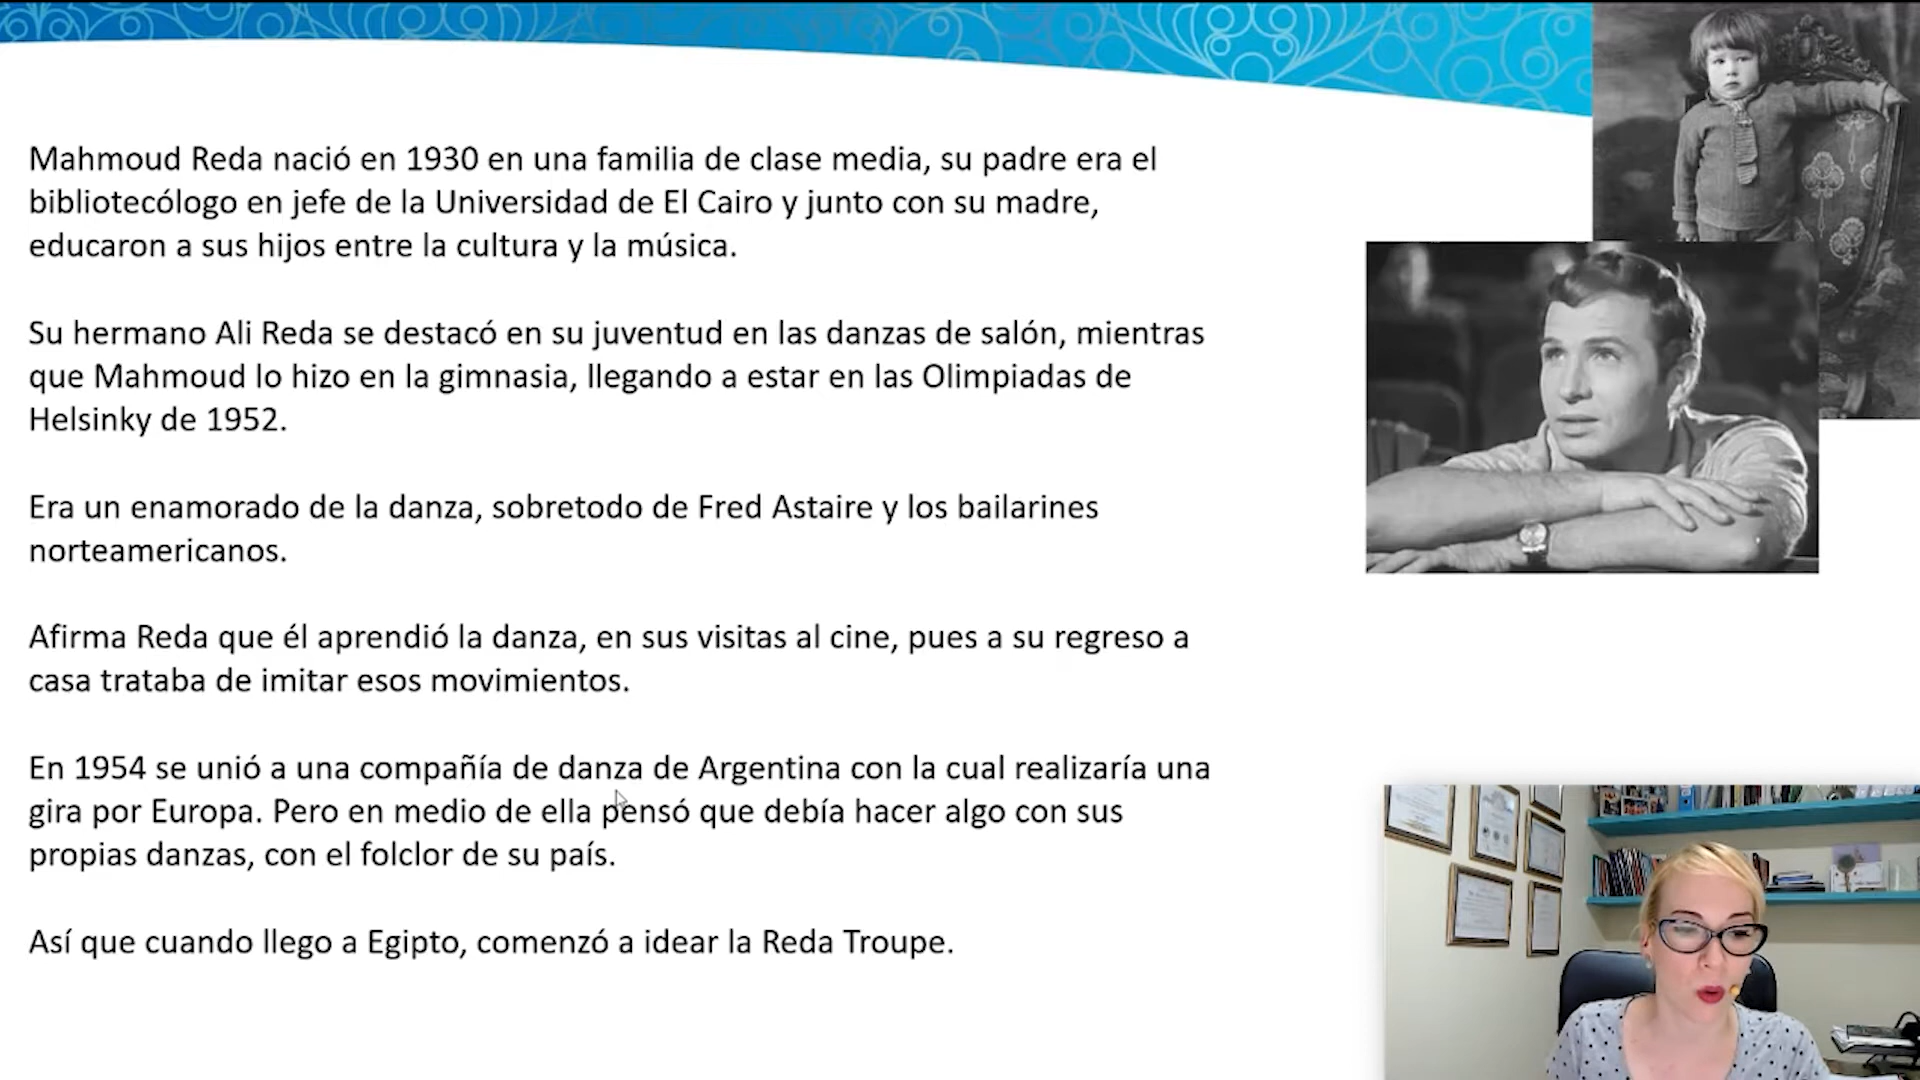 Mahmoud Reda nació en 1930 en una familia de clase media, su padre era el
bibliotecólogo en jefe de la Universidad de El Cairo y junto con su madre,
educaron a sus hijos entre la cultura y la música.
Su hermano Ali Reda se destacó en su juventud en las danzas de salón, mientras
que Mahmoud lo hizo en la gimnasia, llegando a estar en las Olimpiadas de
Helsinky de 1952.
Era un enamorado de la danza, sobretodo de Fred Astaire y los bailarines
norteamericanos.
Afirma Reda que él aprendió la danza, en sus visitas al cine, pues a su regreso a
casa trataba de imitar esos movimientos.
En 1954 se unió a una compañía de danza de Argentina con la cual realizaría una
gira por Europa. Pero en medio de ella pensó que debía hacer algo con sus
propias danzas, con el folclor de su país.
Así que cuando llego a Egipto, comenzó a idear la Reda Troupe.